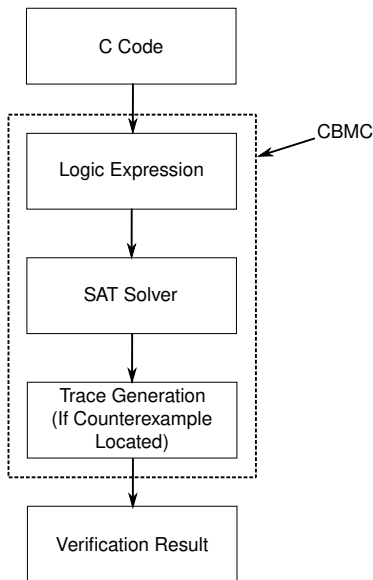 C Code
CBMC
Logic Expression
SAT Solver
Trace Generation
(If Counterexample
Located)
Verification Result